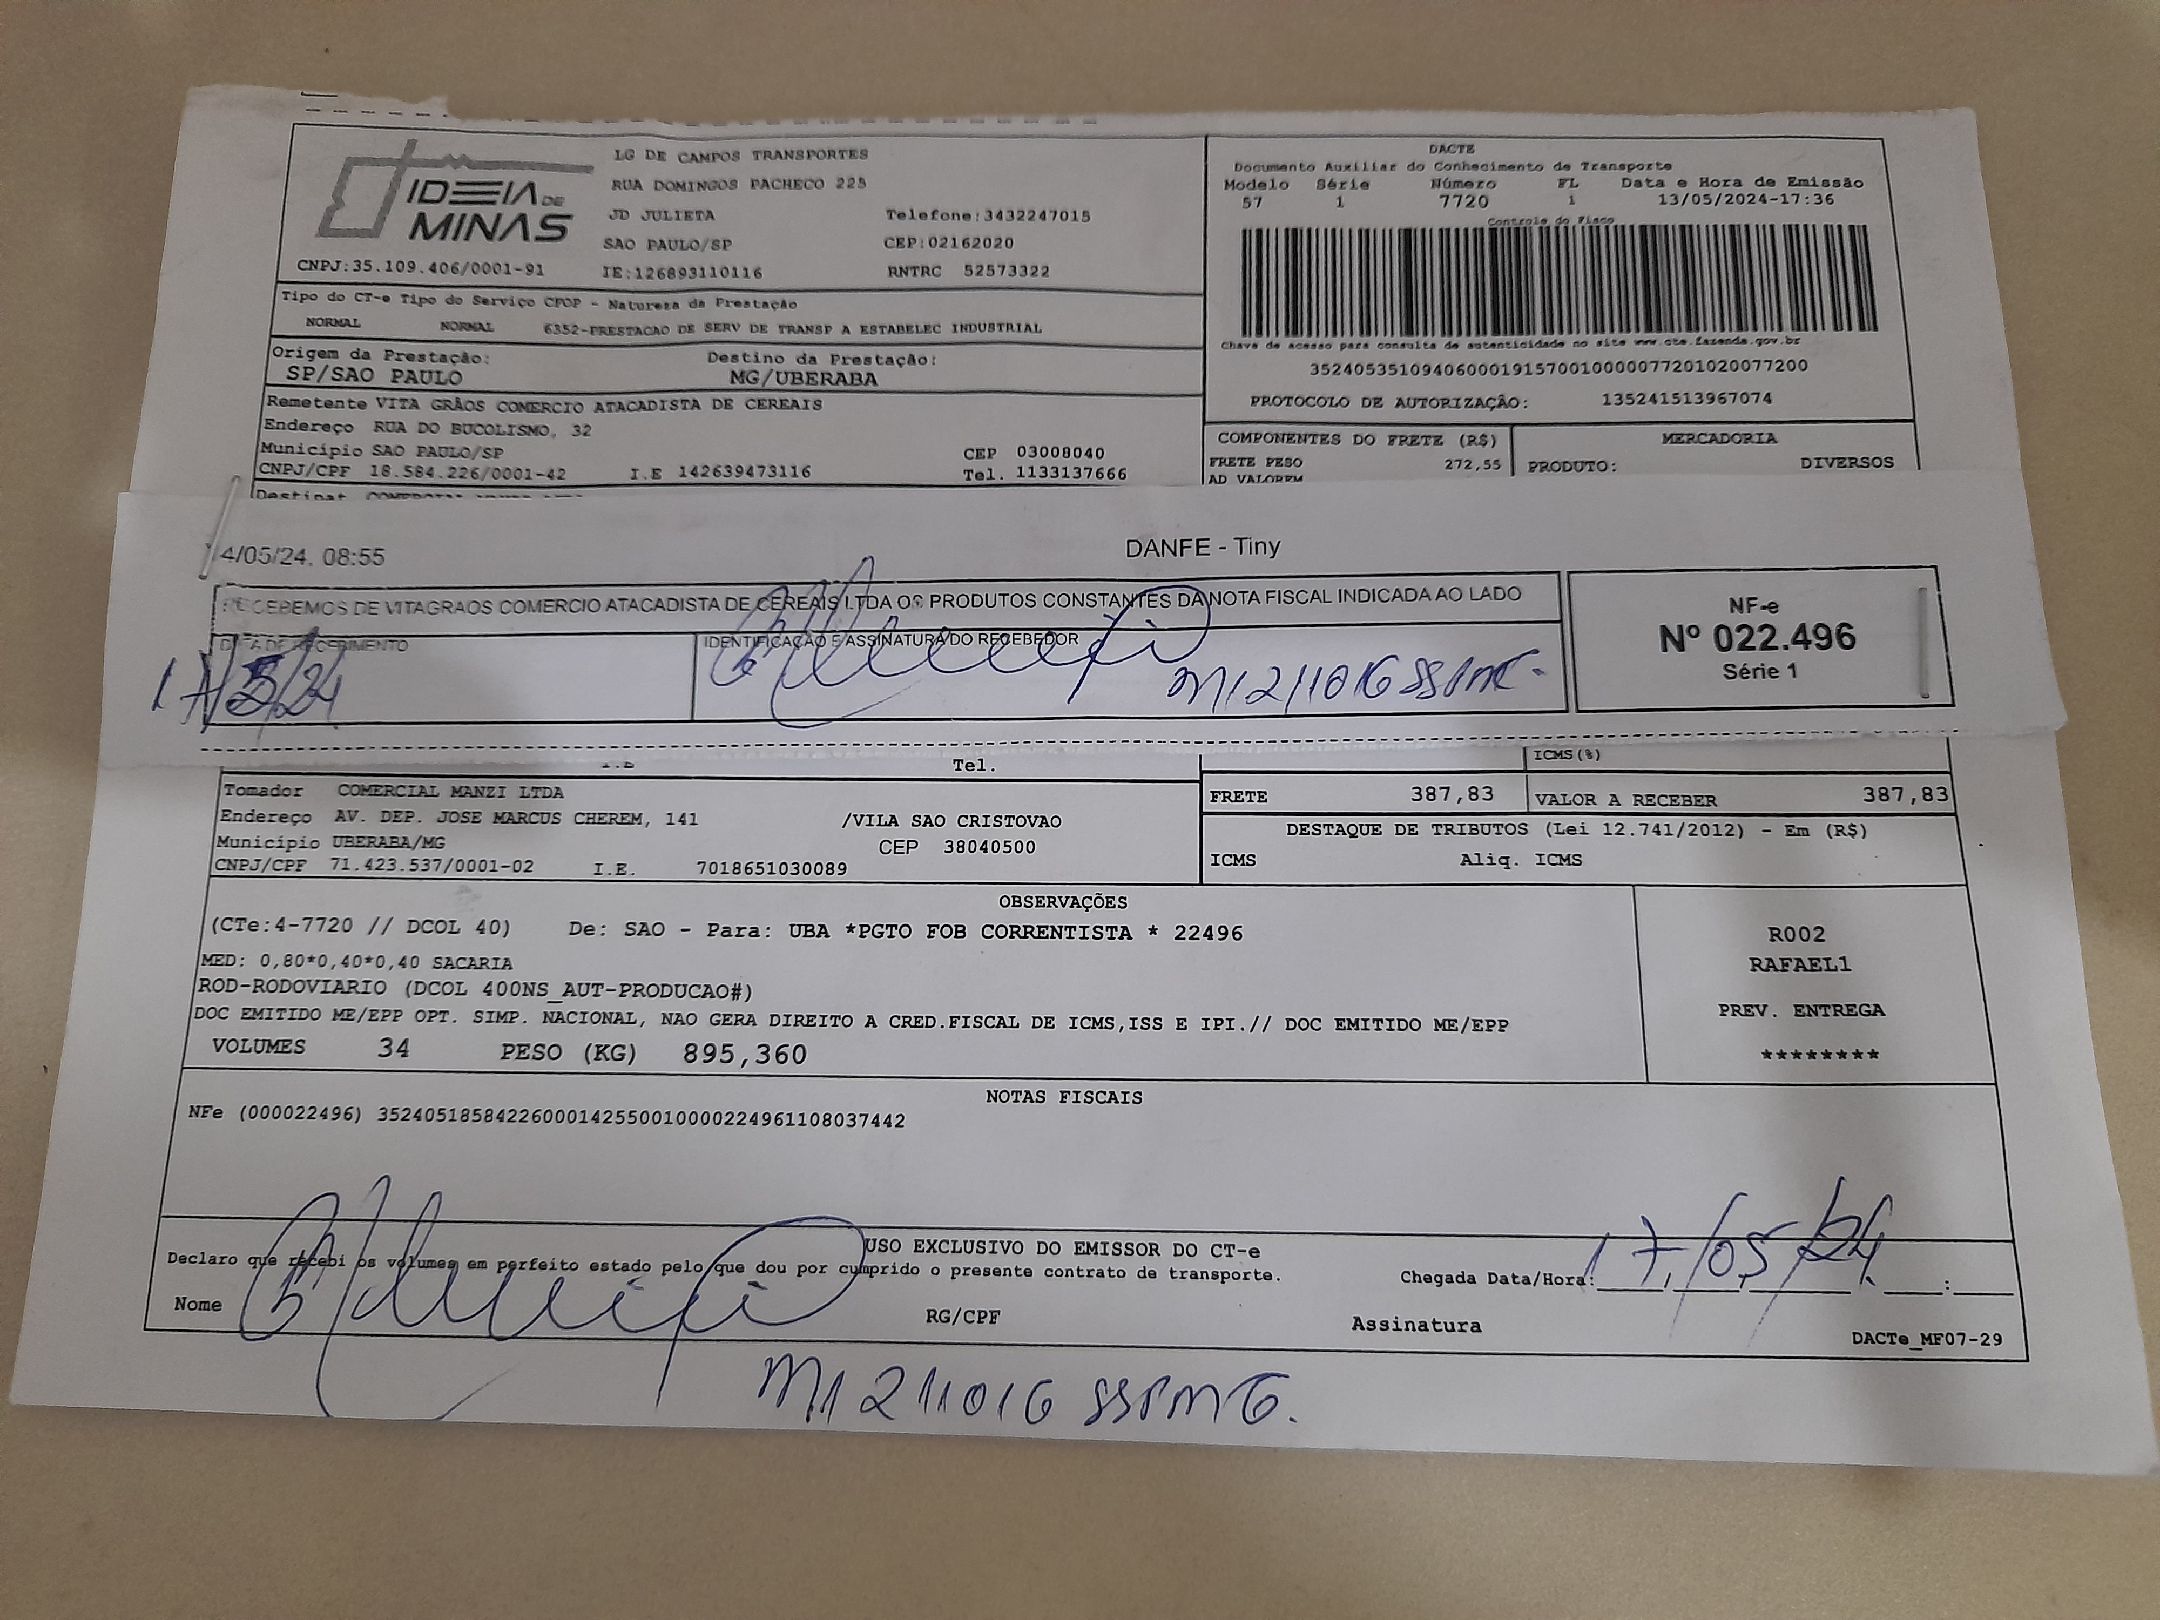 IDEIA DE MINAS
LG DE CAMPOS TRANSPORTES
RUA DOMINGOS PACHECO 225
JD JULIETA Telefone:3432247015
SAO PAULO/SP CEP:02162020
CNPJ:35.109.406/0001-91 IE:126893110116 RNTRC 52573322
DACTE
Documento Auxiliar do Conhecimento de Transporte
Modelo Série Número FL Data e Hora de Emissão
57 1 7720 1 13/05/2024-17:36
Controle do Fisco
Chave de acesso para consulta de autenticidade no site www.cte.fazenda.gov.br
35240535109406000191570010000077201020077200
PROTOCOLO DE AUTORIZAÇÃO: 135241513967074
Tipo do CT-e Tipo do Serviço CFOP - Natureza da Prestação
NORMAL NORMAL 6352-PRESTACAO DE SERV DE TRANSP A ESTABELEC INDUSTRIAL
Origem da Prestação: Destino da Prestação:
SP/SAO PAULO MG/UBERABA
Remetente VITA GRÃOS COMERCIO ATACADISTA DE CEREAIS
Endereço RUA DO BUCOLISMO, 32
Município SAO PAULO/SP CEP 03008040
CNPJ/CPF 18.584.226/0001-42 I.E 142639473116 Tel. 1133137666
Destinat
COMPONENTES DO FRETE (R$) MERCADORIA
FRETE PESO 272,55 PRODUTO: DIVERSOS
AD VALOREM
4/05/24, 08:55 DANFE - Tiny
RECEBEMOS DE VITAGRAOS COMERCIO ATACADISTA DE CEREAIS LTDA OS PRODUTOS CONSTANTES DA NOTA FISCAL INDICADA AO LADO
DATA DE RECEBIMENTO IDENTIFICAÇÃO E ASSINATURA DO RECEBEDOR
17/5/24 M1211016 SSPMG.
NF-e
Nº 022.496
Série 1
I.E Tel.
ICMS(%)
Tomador COMERCIAL MANZI LTDA
Endereço AV. DEP. JOSE MARCUS CHEREM, 141 /VILA SAO CRISTOVAO
Município UBERABA/MG CEP 38040500
CNPJ/CPF 71.423.537/0001-02 I.E. 7018651030089
FRETE 387,83 VALOR A RECEBER 387,83
DESTAQUE DE TRIBUTOS (Lei 12.741/2012) - Em (R$)
ICMS Aliq. ICMS
OBSERVAÇÕES
(CTe:4-7720 // DCOL 40) De: SAO - Para: UBA *PGTO FOB CORRENTISTA * 22496
MED: 0,80*0,40*0,40 SACARIA
ROD-RODOVIARIO (DCOL 400NS_AUT-PRODUCAO#)
DOC EMITIDO ME/EPP OPT. SIMP. NACIONAL, NAO GERA DIREITO A CRED.FISCAL DE ICMS,ISS E IPI.// DOC EMITIDO ME/EPP
VOLUMES 34 PESO (KG) 895,360
R002
RAFAEL1
PREV. ENTREGA
********
NOTAS FISCAIS
NFe (000022496) 35240518584226000142550010000224961108037442
USO EXCLUSIVO DO EMISSOR DO CT-e
Declaro que recebi os volumes em perfeito estado pelo que dou por cumprido o presente contrato de transporte.
Chegada Data/Hora: 17/05/24 :
Nome RG/CPF Assinatura
DACTe_MF07-29
M1211016 SSPMG.